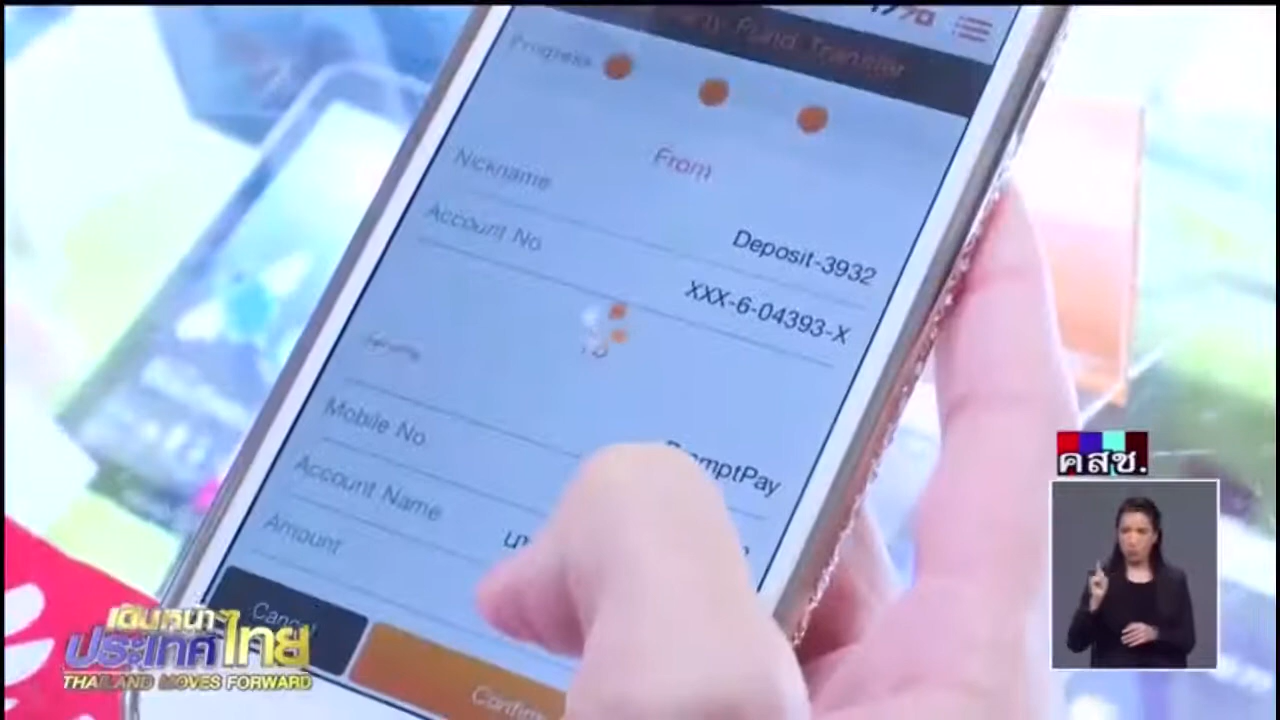 Fund Transfer
Progress
From
Nickname
Deposit-3932
Account No
XXX-6-04393-X
Mobile No
Account Name
Amount
Cancel
Confirm
คสช.
เดินหน้า
ประเทศไทย
THAILAND MOVES FORWARD